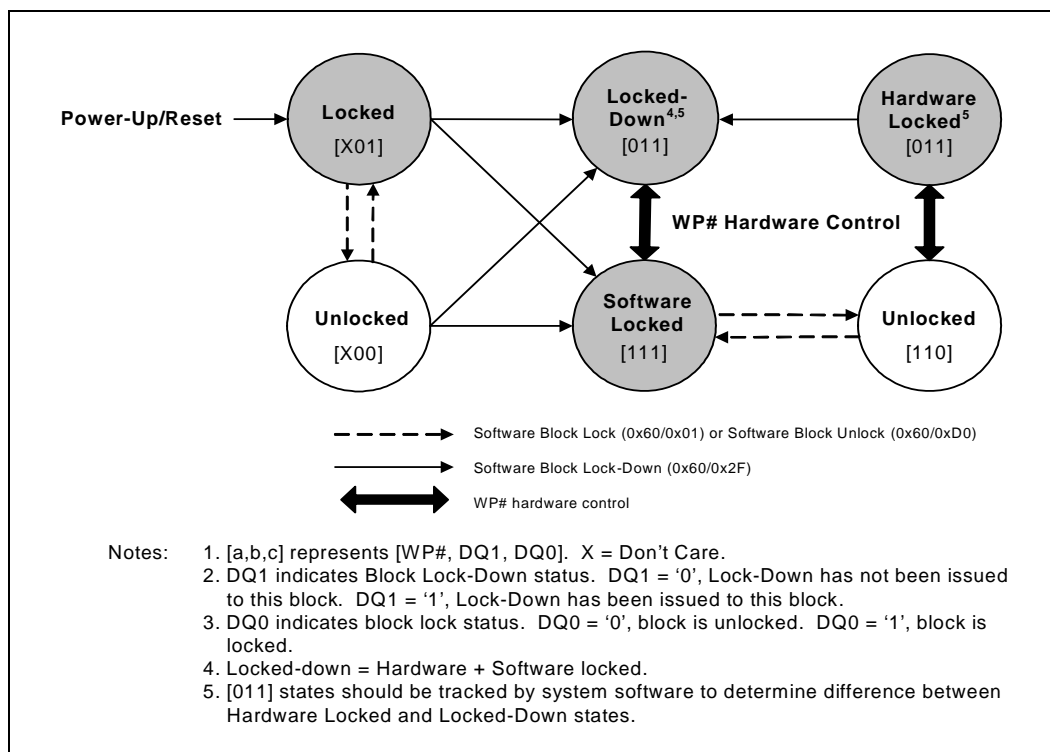 Power-Up/Reset
Locked
[X01]
Locked-
Down4,5
[011]
Hardware
Locked5
[011]
WP# Hardware Control
Unlocked
[X00]
Software
Locked
[111]
Unlocked
[110]
Software Block Lock (0x60/0x01) or Software Block Unlock (0x60/0xD0)
Software Block Lock-Down (0x60/0x2F)
WP# hardware control
Notes: 1. [a,b,c] represents [WP#, DQ1, DQ0]. X = Don't Care.
2. DQ1 indicates Block Lock-Down status. DQ1 = ‘0’, Lock-Down has not been issued
to this block. DQ1 = ‘1’, Lock-Down has been issued to this block.
3. DQ0 indicates block lock status. DQ0 = ‘0’, block is unlocked. DQ0 = ‘1’, block is
locked.
4. Locked-down = Hardware + Software locked.
5. [011] states should be tracked by system software to determine difference between
Hardware Locked and Locked-Down states.